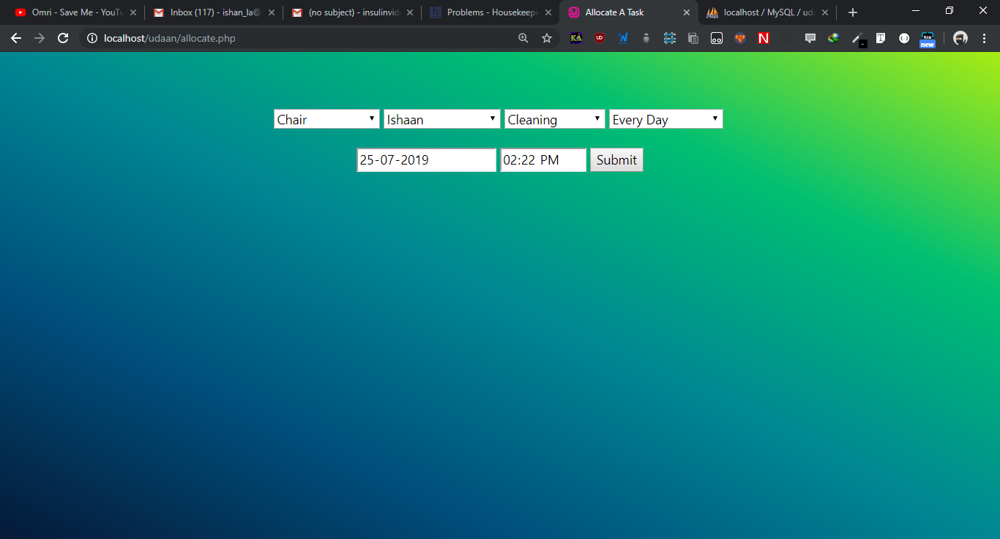 Omri - Save Me - YouTu
Inbox (117) - ishan_la@
(no subject) - insulinvid
Problems - Housekeepi
Allocate A Task
localhost / MySQL / uda
localhost/udaan/allocate.php
KA
UD
W
N
T
new
Chair
Ishaan
Cleaning
Every Day
25-07-2019
02:22 PM
Submit